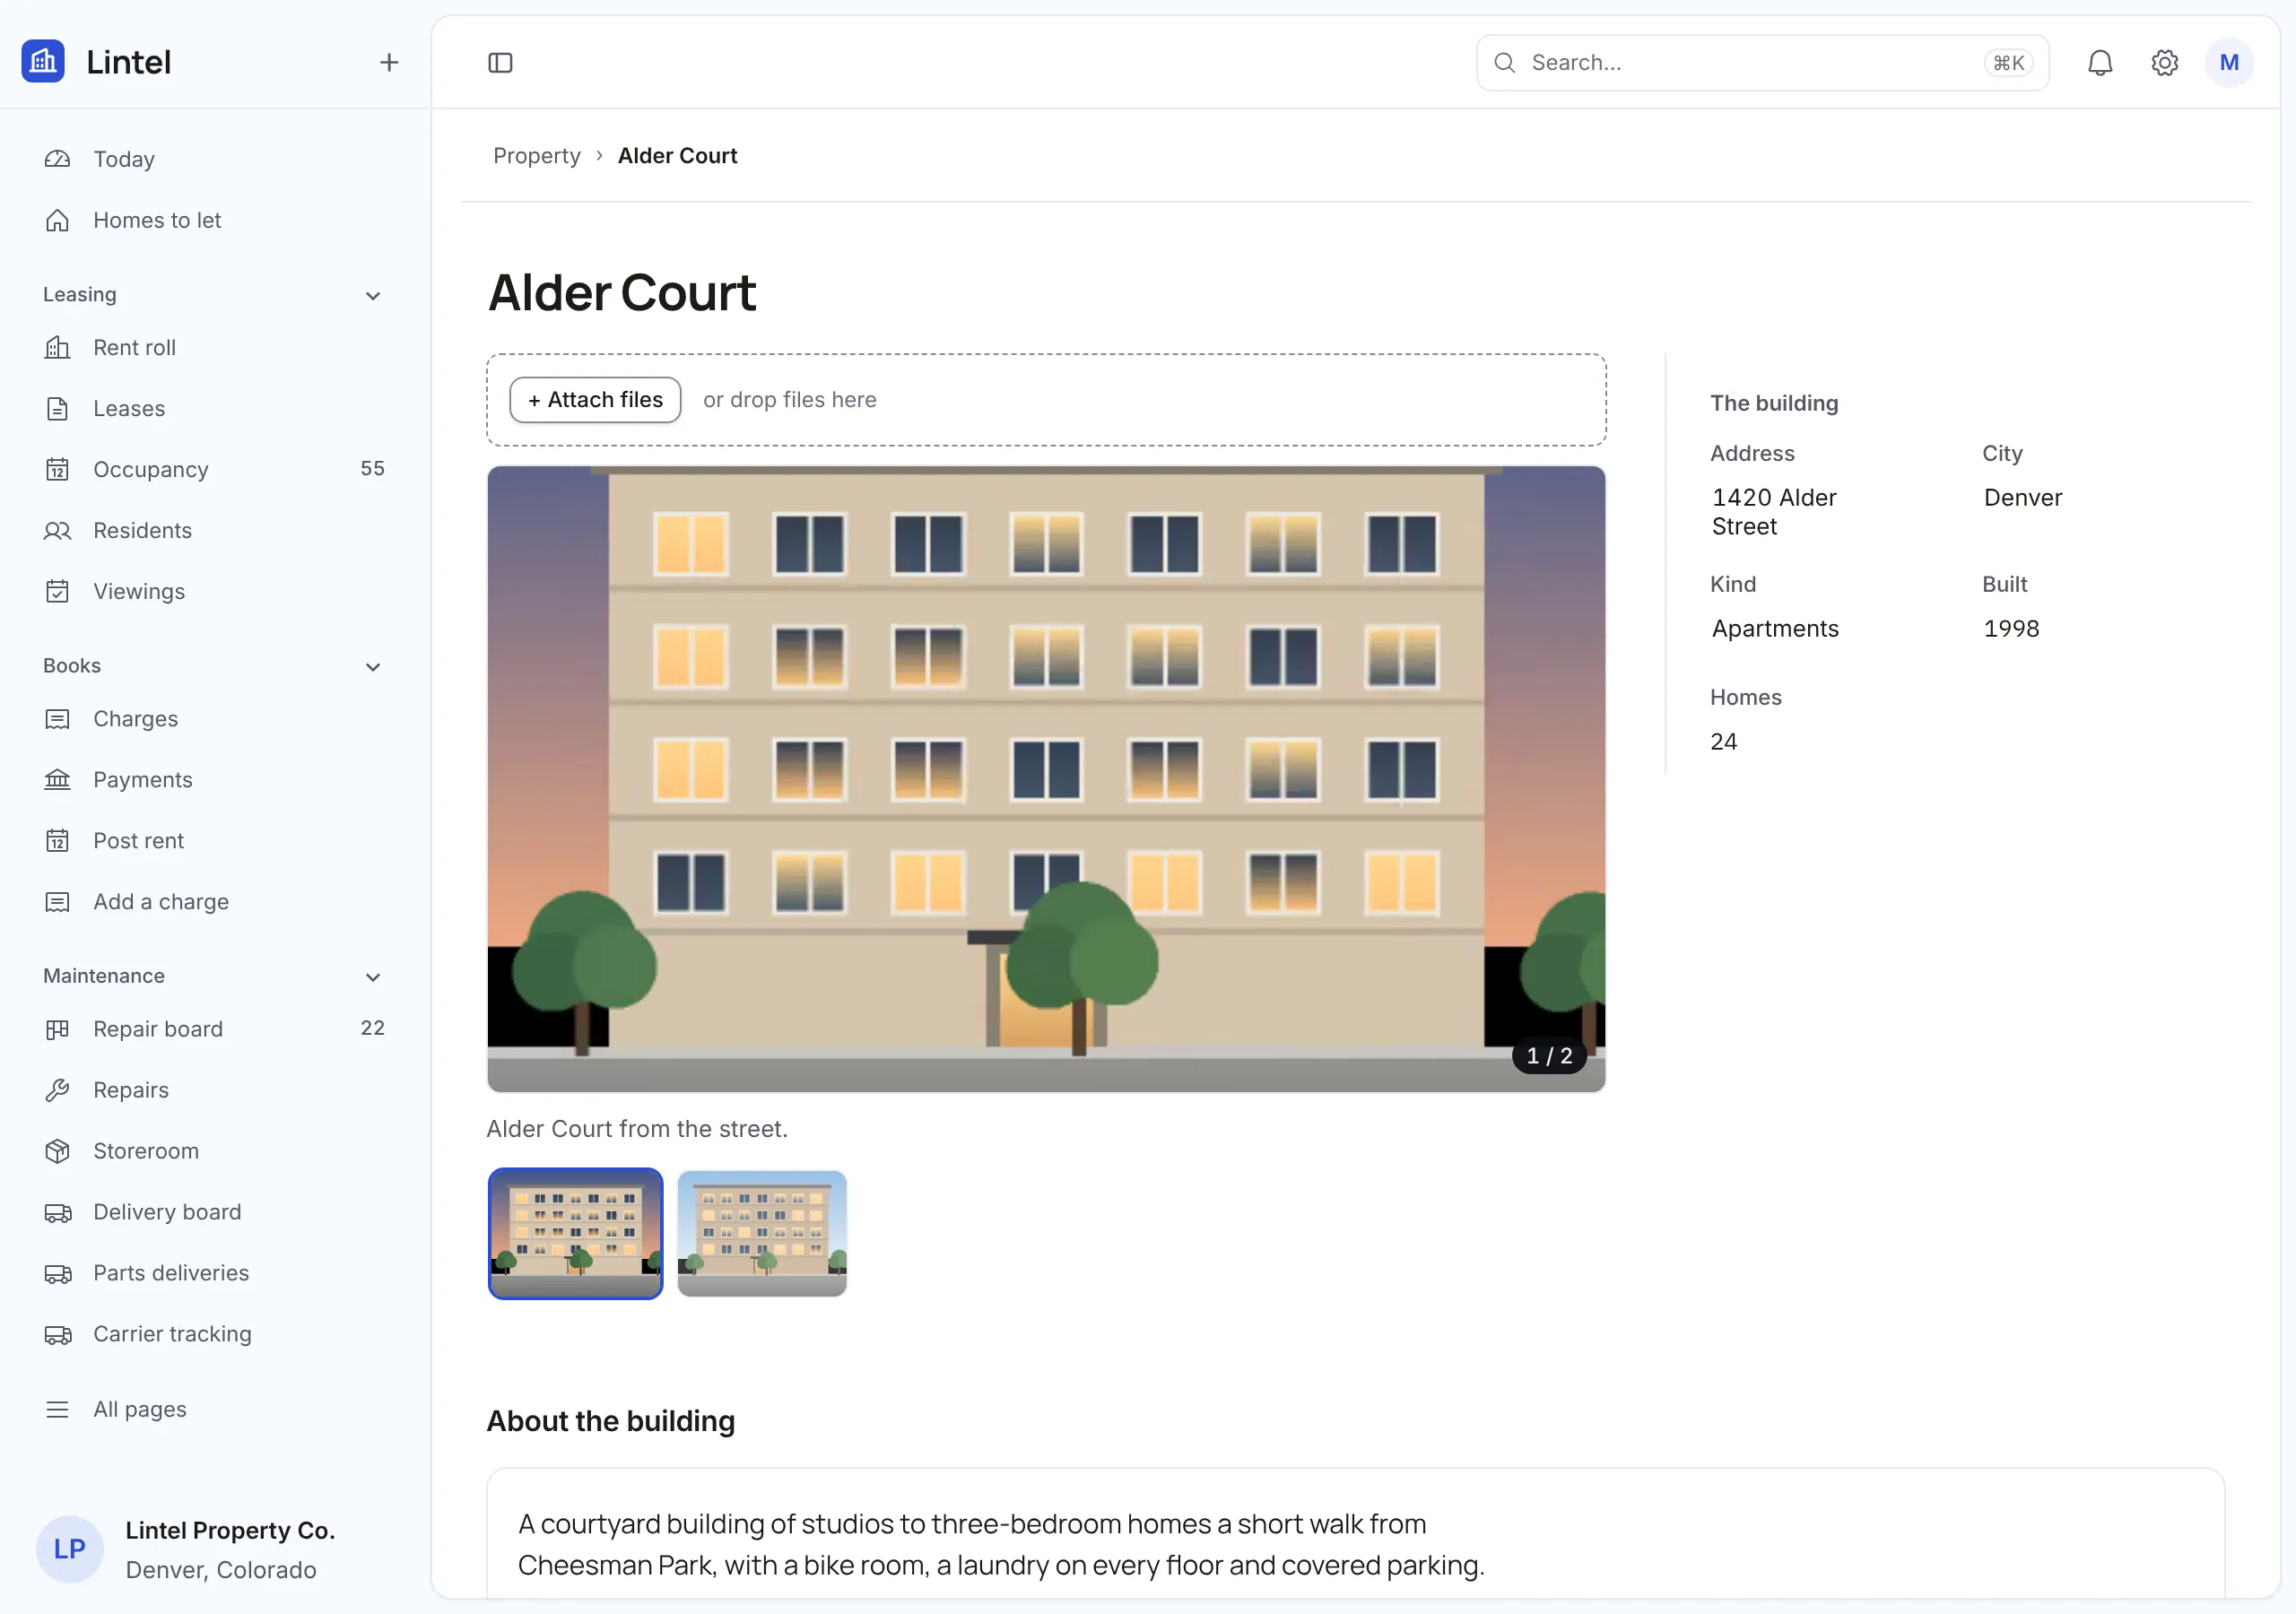 Lintel
Today
Homes to let
Leasing
Rent roll
Leases
Occupancy 55
Residents
Viewings
Books
Charges
Payments
Post rent
Add a charge
Maintenance
Repair board 22
Repairs
Storeroom
Delivery board
Parts deliveries
Carrier tracking
All pages
LP
Lintel Property Co.
Denver, Colorado
Search... ⌘K
M
Property › Alder Court
Alder Court
+ Attach files or drop files here
1 / 2
Alder Court from the street.
The building
Address City
1420 Alder Street Denver
Kind Built
Apartments 1998
Homes
24
About the building
A courtyard building of studios to three-bedroom homes a short walk from
Cheesman Park, with a bike room, a laundry on every floor and covered parking.